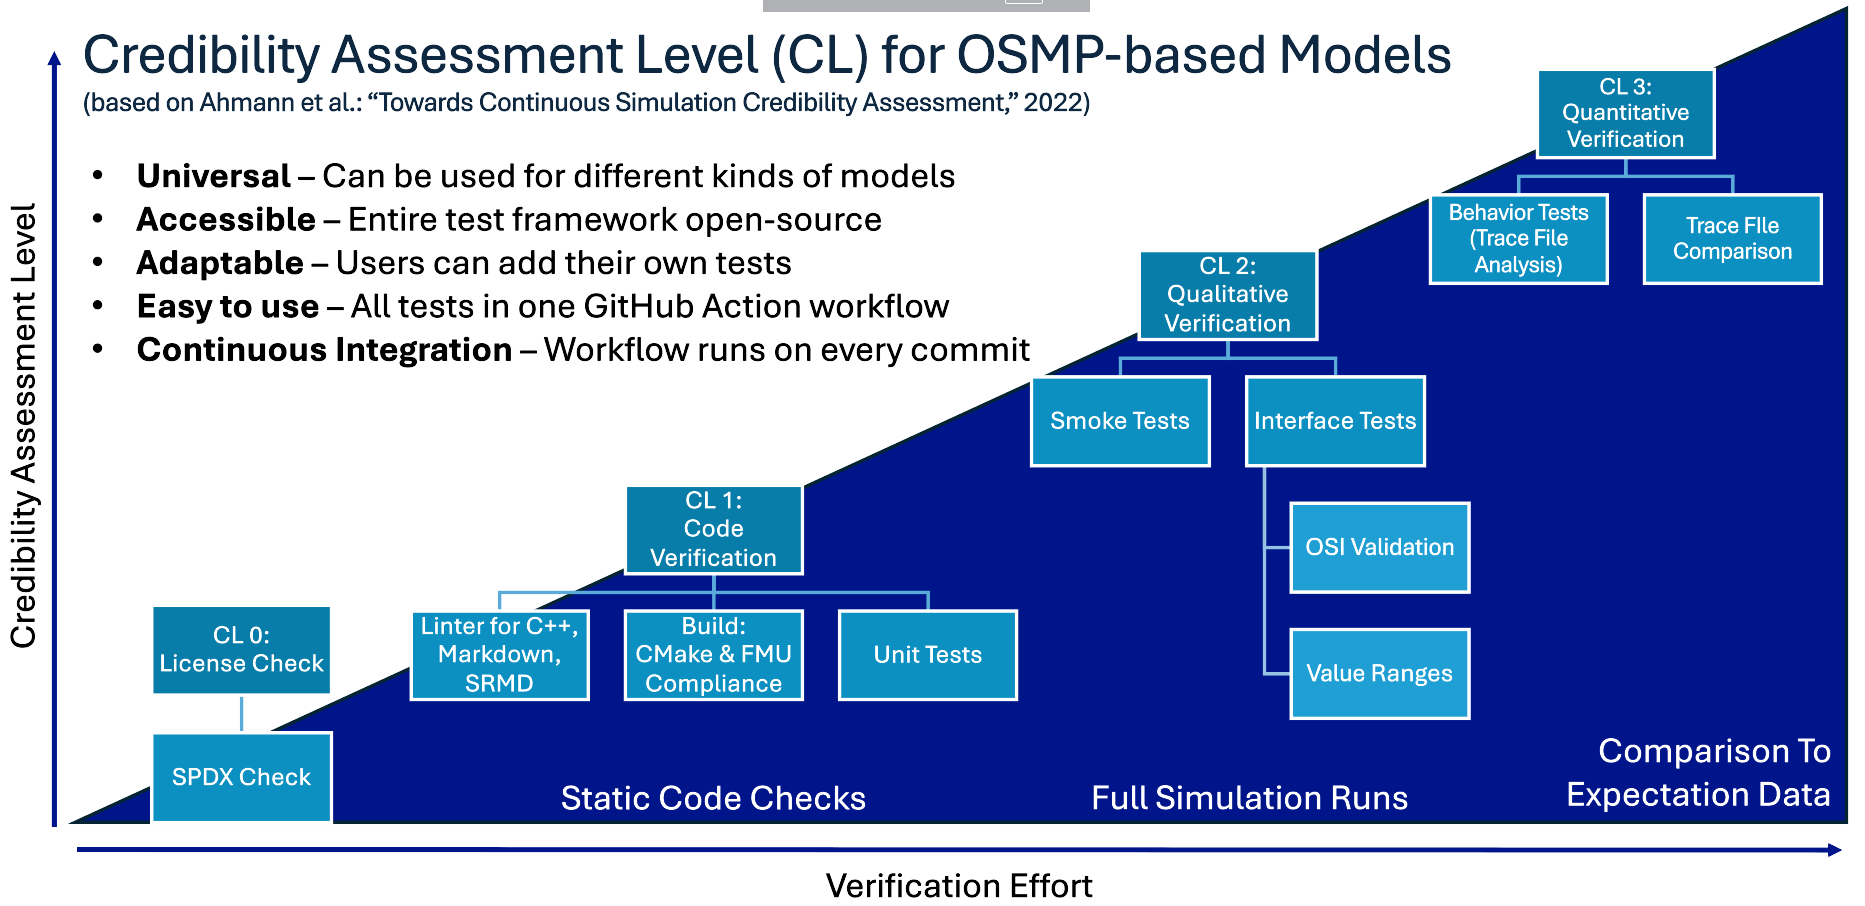 Credibility Assessment Level (CL) for OSMP-based Models
(based on Ahmann et al.: “Towards Continuous Simulation Credibility Assessment,” 2022)
• Universal – Can be used for different kinds of models
• Accessible – Entire test framework open-source
• Adaptable – Users can add their own tests
• Easy to use – All tests in one GitHub Action workflow
• Continuous Integration – Workflow runs on every commit
Credibility Assessment Level
CL 0:
License Check
SPDX Check
CL 1:
Code
Verification
Linter for C++,
Markdown,
SRMD
Build:
CMake & FMU
Compliance
Unit Tests
Static Code Checks
CL 2:
Qualitative
Verification
Smoke Tests
Interface Tests
OSI Validation
Value Ranges
Full Simulation Runs
CL 3:
Quantitative
Verification
Behavior Tests
(Trace File
Analysis)
Trace FIle
Comparison
Comparison To
Expectation Data
Verification Effort